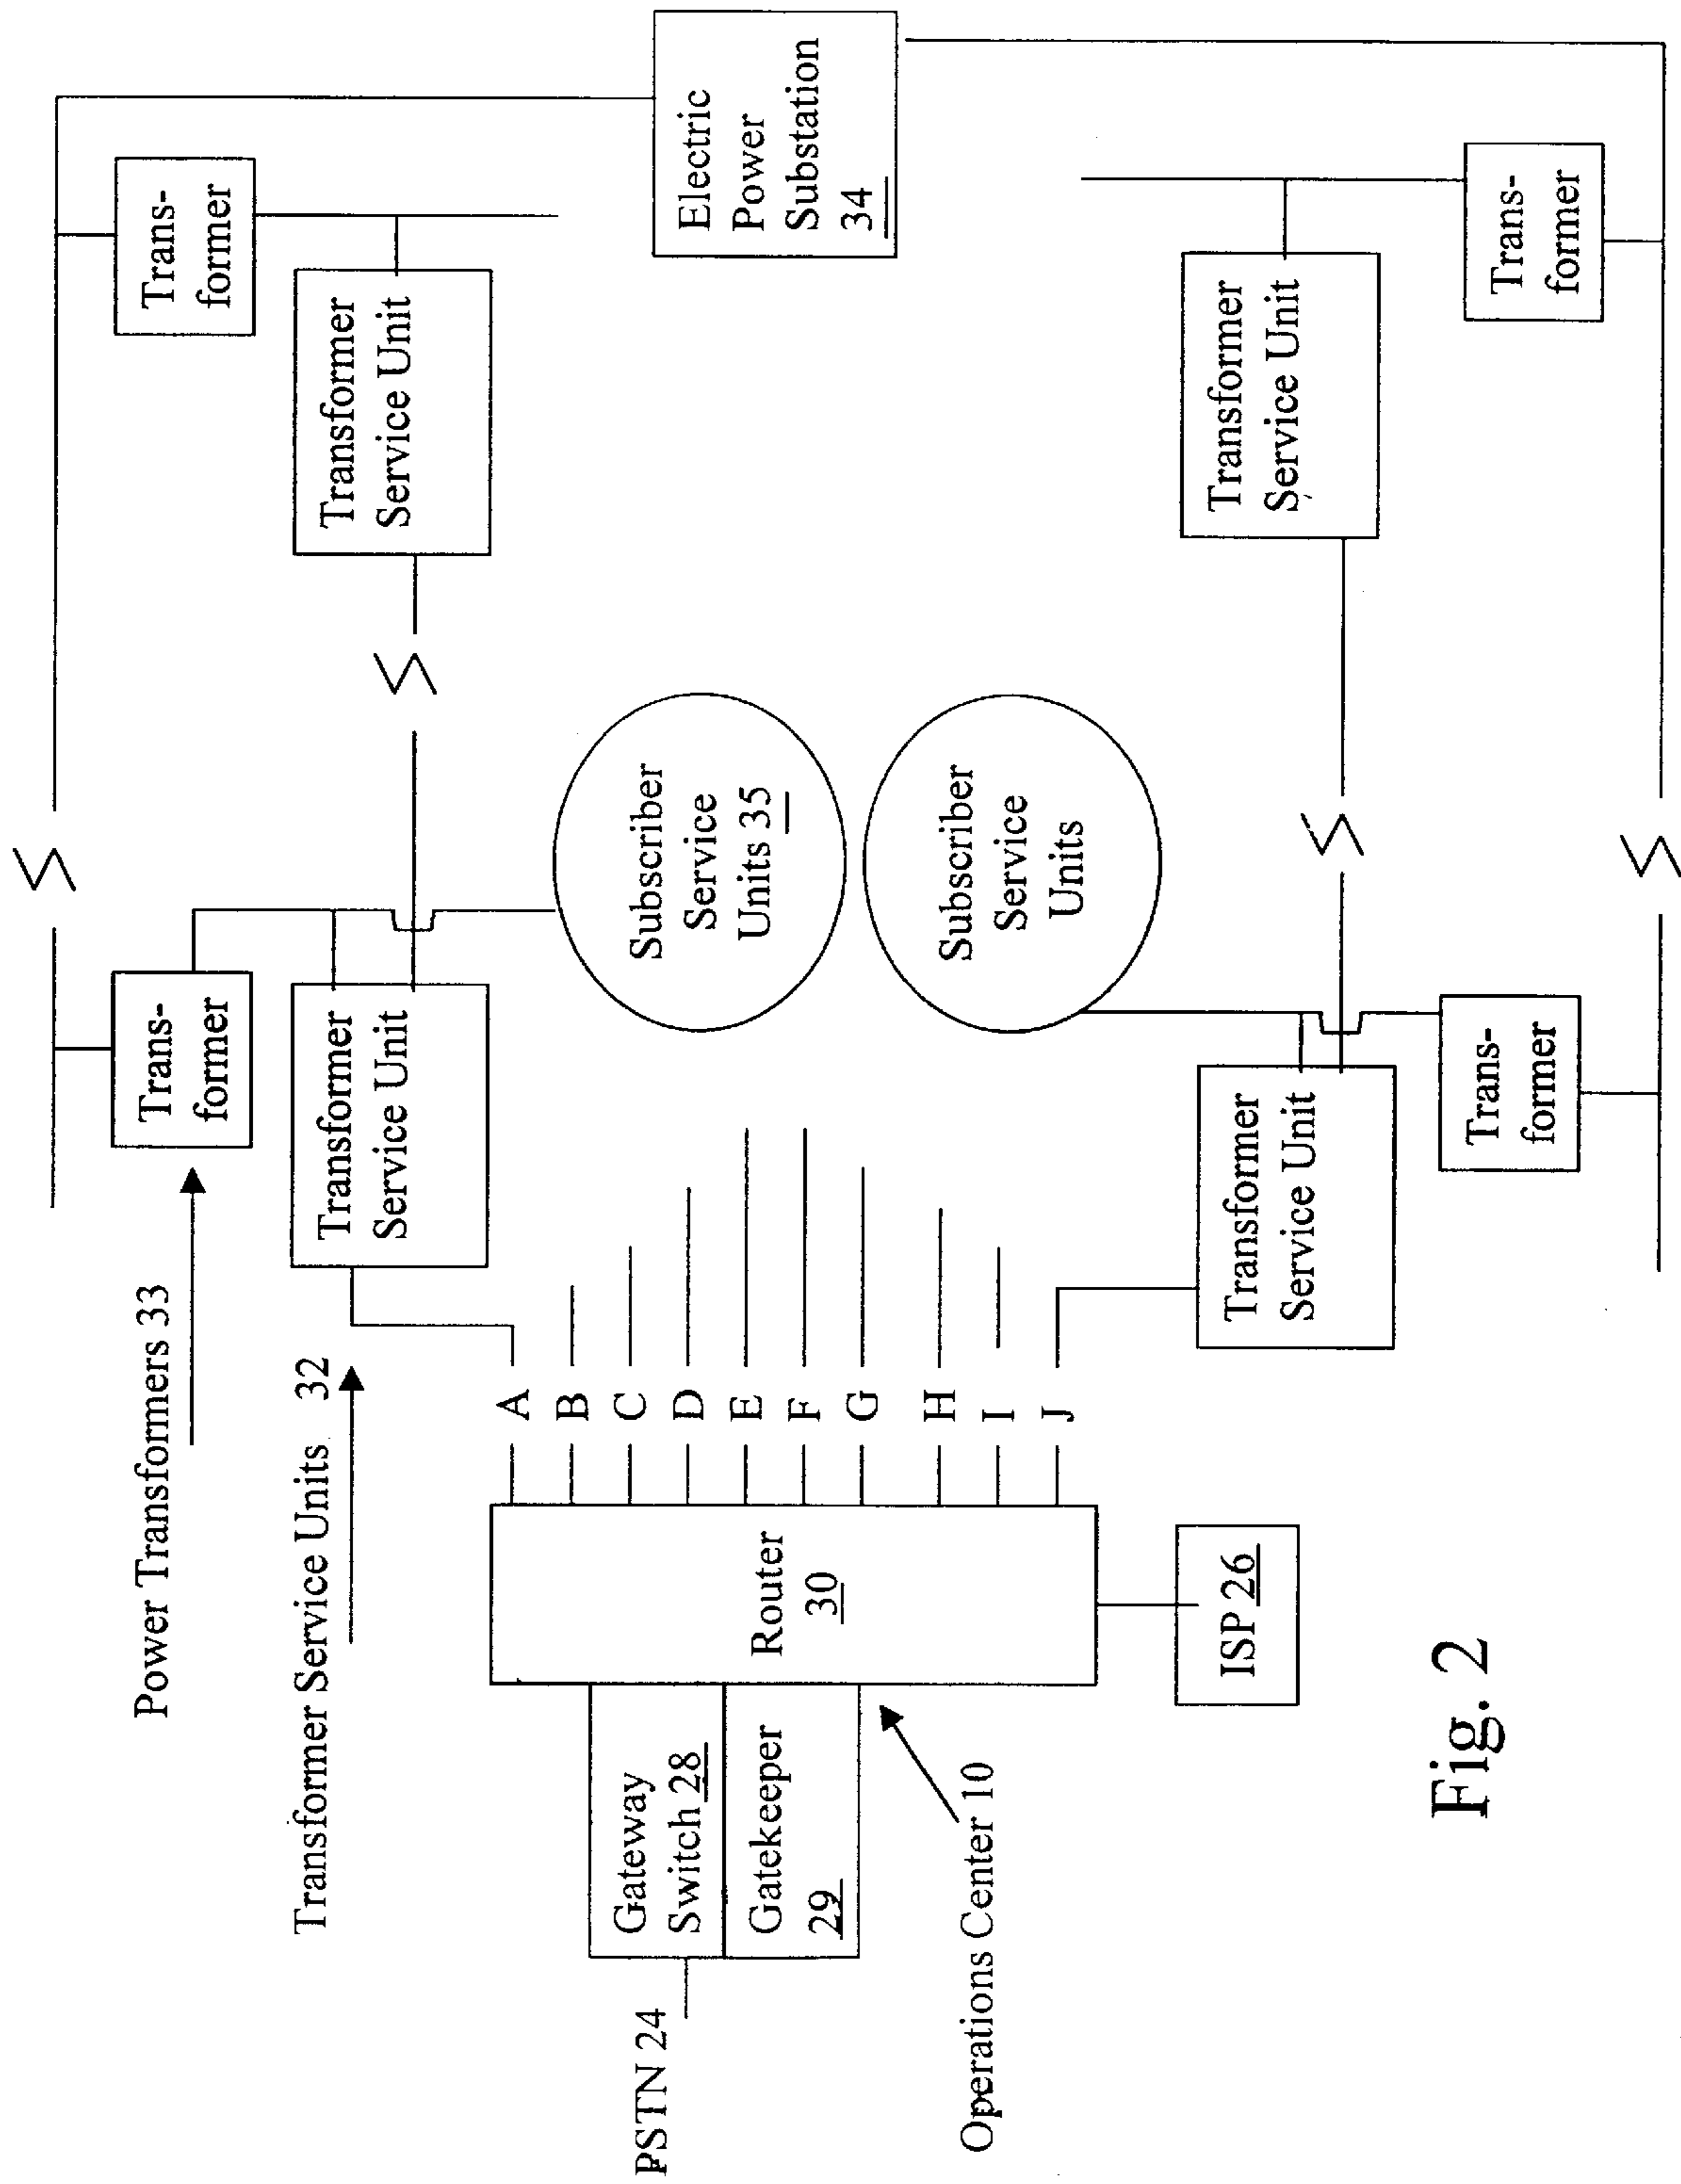 Power Transformers 33
Transformer Service Units 32
Trans-
former
Trans-
former
Transformer
Service Unit
Transformer
Service Unit
PSTN 24
Gateway
Switch 28
Gatekeeper
29
Operations Center 10
Router
30
ISP 26
A
B
C
D
E
F
G
H
I
J
Subscriber
Service
Units 35
Subscriber
Service
Units
Electric
Power
Substation
34
Transformer
Service Unit
Transformer
Service Unit
Trans-
former
Trans-
former
Fig. 2